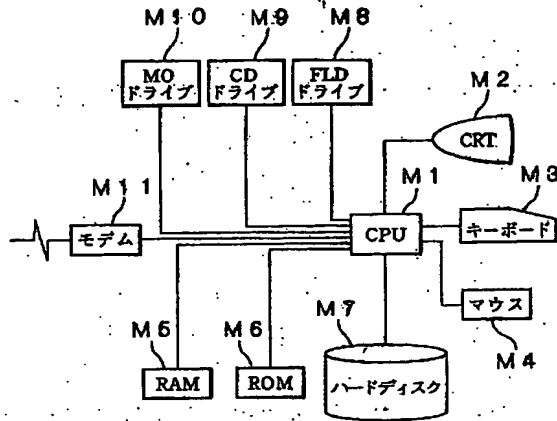 M10
M9
M8
MO
ドライブ
CD
ドライブ
FLD
ドライブ
M2
CRT
M11
M1
M3
モデム
CPU
キーボード
マウス
M4
M5
M6
M7
RAM
ROM
ハードディスク